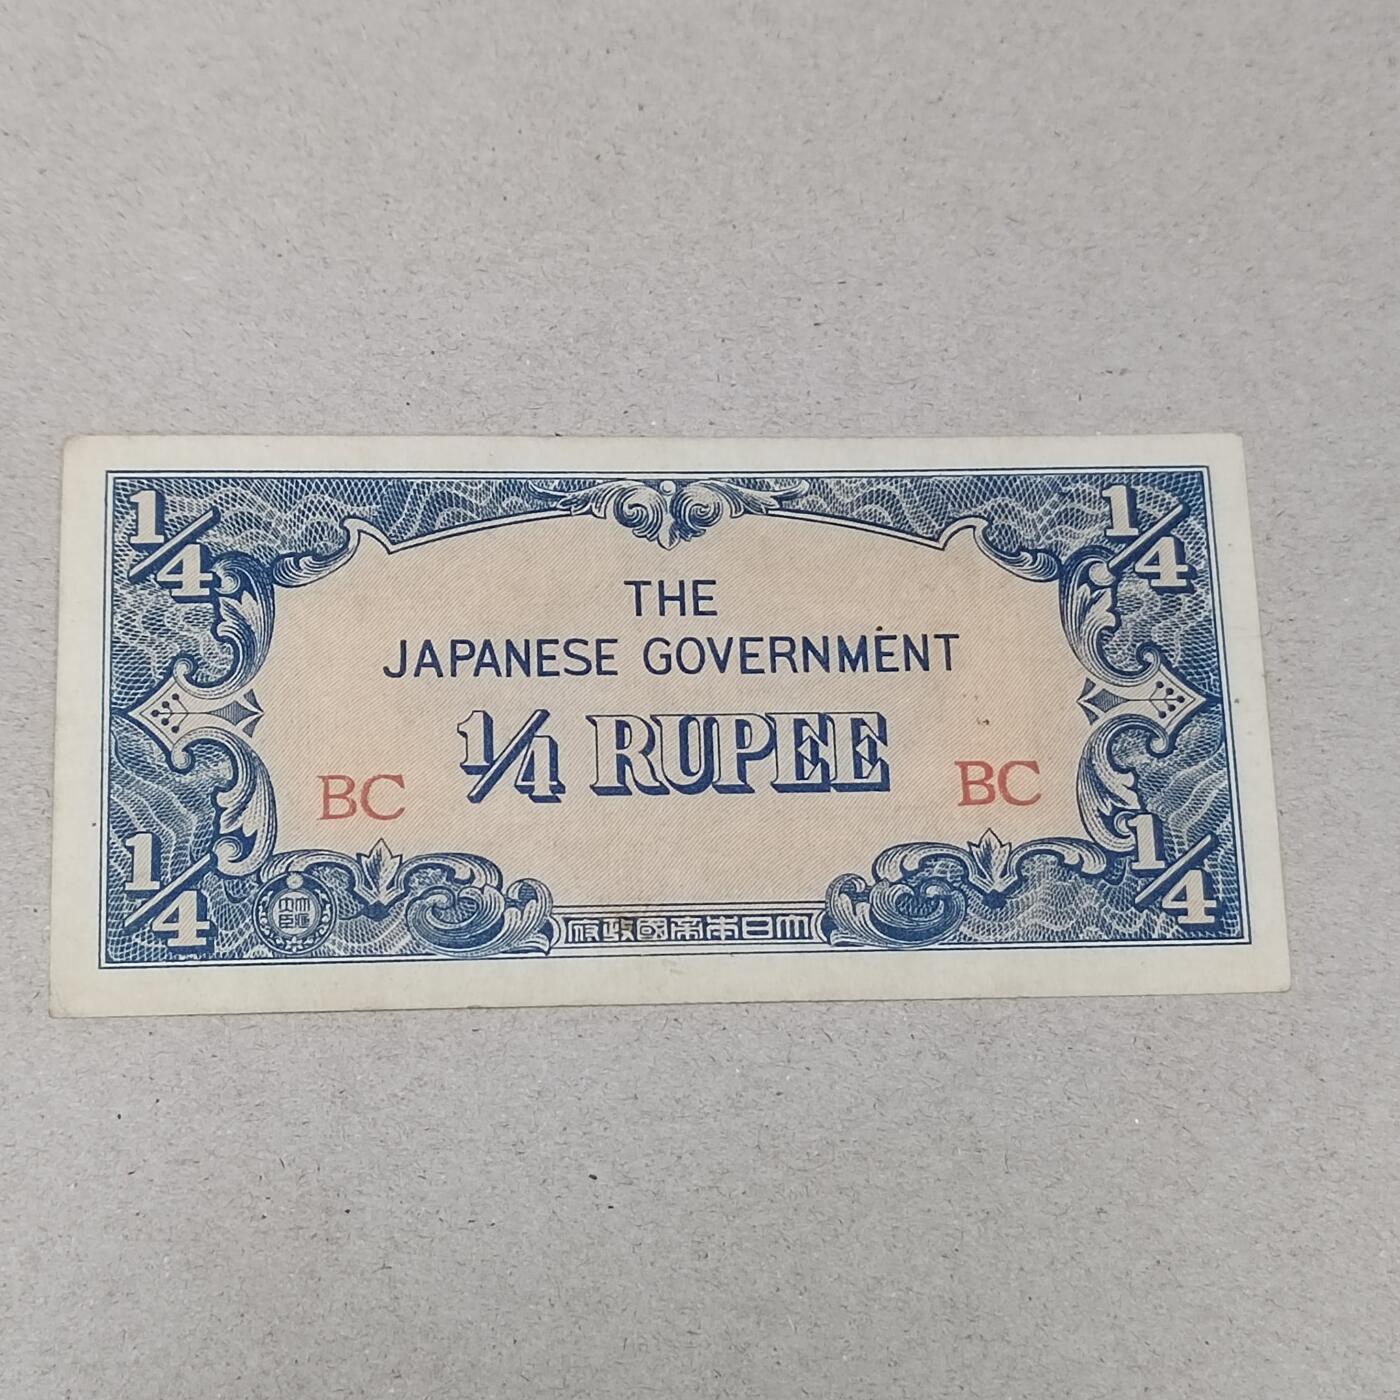 1/4 1/4
THE
JAPANESE GOVERNMENT
1/4 RUPEE
BC BC
1/4 1/4
府政國帝本日大